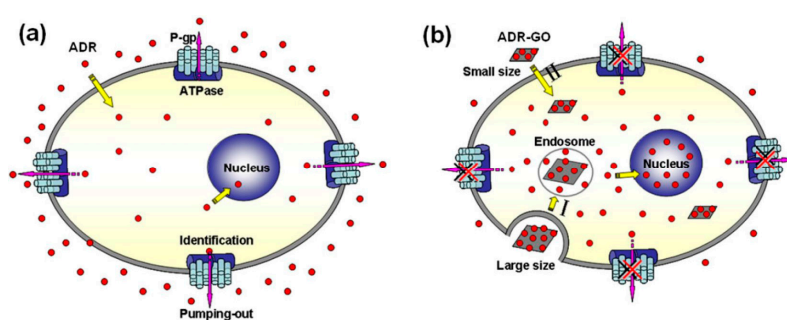 (a)
ADR
P-gp
ATPase
Nucleus
Identification
Pumping-out
(b)
ADR-GO
Small size
II
Endosome
Nucleus
I
Large size